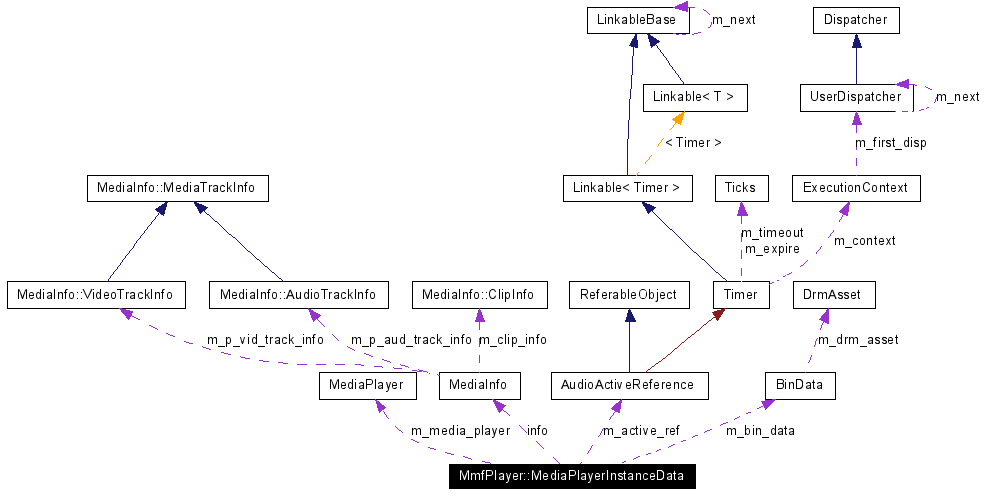 LinkableBase
m_next
Dispatcher
Linkable< T >
UserDispatcher
m_next
< Timer >
m_first_disp
MediaInfo::MediaTrackInfo
Linkable< Timer >
Ticks
ExecutionContext
m_timeout
m_expire
m_context
MediaInfo::VideoTrackInfo
MediaInfo::AudioTrackInfo
MediaInfo::ClipInfo
ReferableObject
Timer
DrmAsset
m_p_vid_track_info
m_p_aud_track_info
m_clip_info
m_drm_asset
MediaPlayer
MediaInfo
AudioActiveReference
BinData
m_media_player
info
m_active_ref
m_bin_data
MmfPlayer::MediaPlayerInstanceData